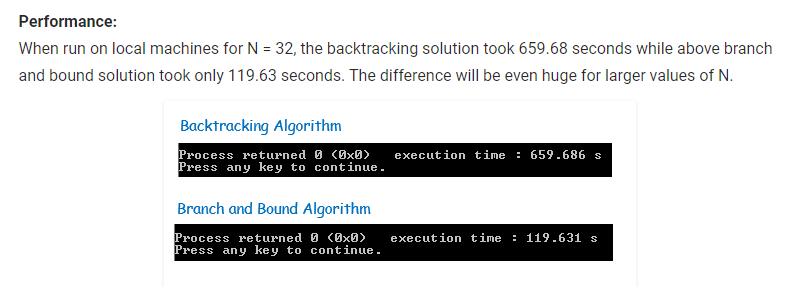 Performance:
When run on local machines for N = 32, the backtracking solution took 659.68 seconds while above branch
and bound solution took only 119.63 seconds. The difference will be even huge for larger values of N.
Backtracking Algorithm
Process returned 0 (0x0)   execution time : 659.686 s
Press any key to continue.
Branch and Bound Algorithm
Process returned 0 (0x0)   execution time : 119.631 s
Press any key to continue.